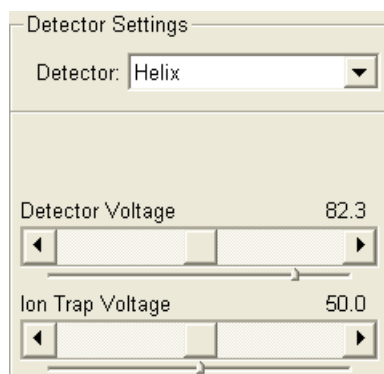 Detector Settings
Detector: Helix
Detector Voltage 82.3
Ion Trap Voltage 50.0